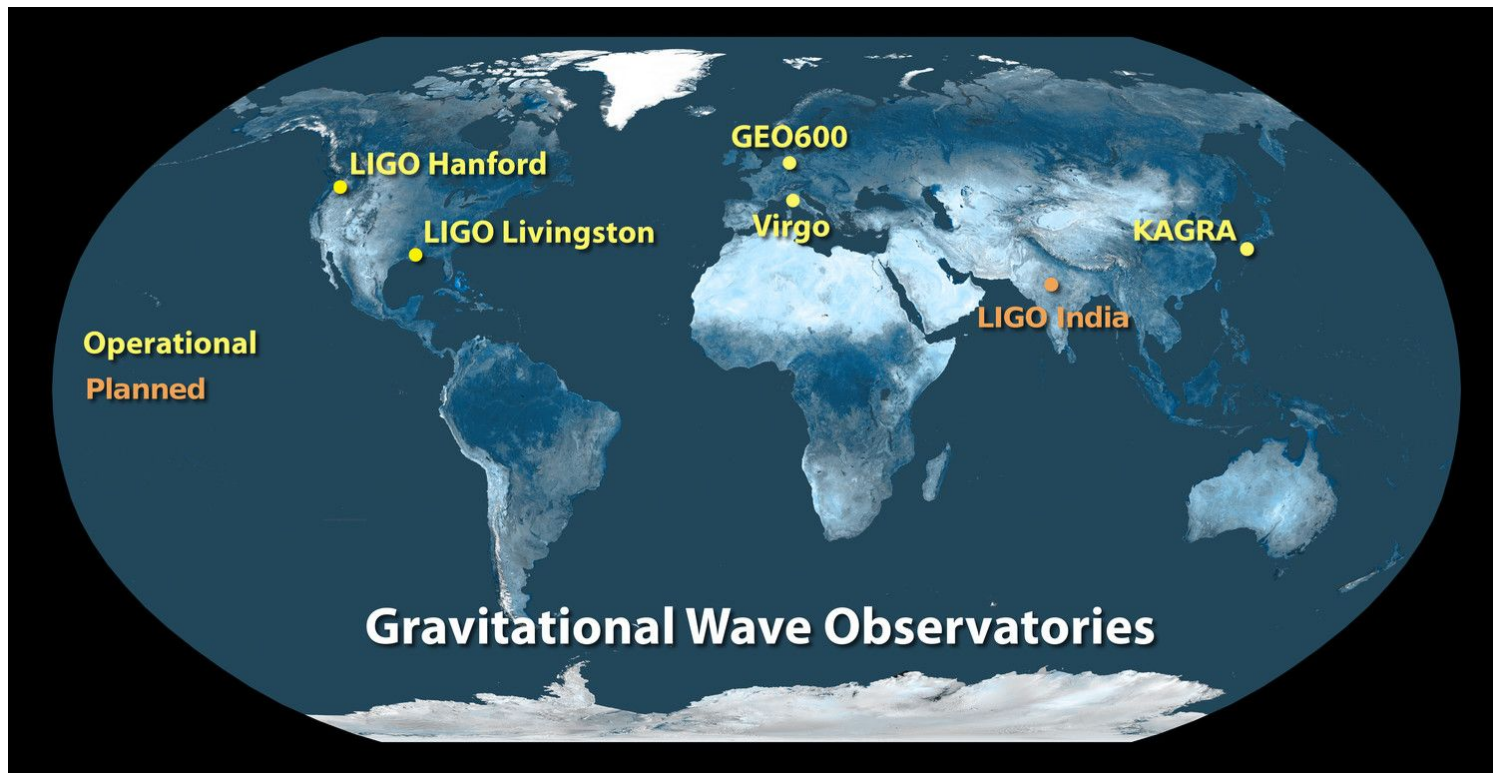 GEO600
LIGO Hanford
LIGO Livingston
Virgo
KAGRA
LIGO India
Operational
Planned
Gravitational Wave Observatories